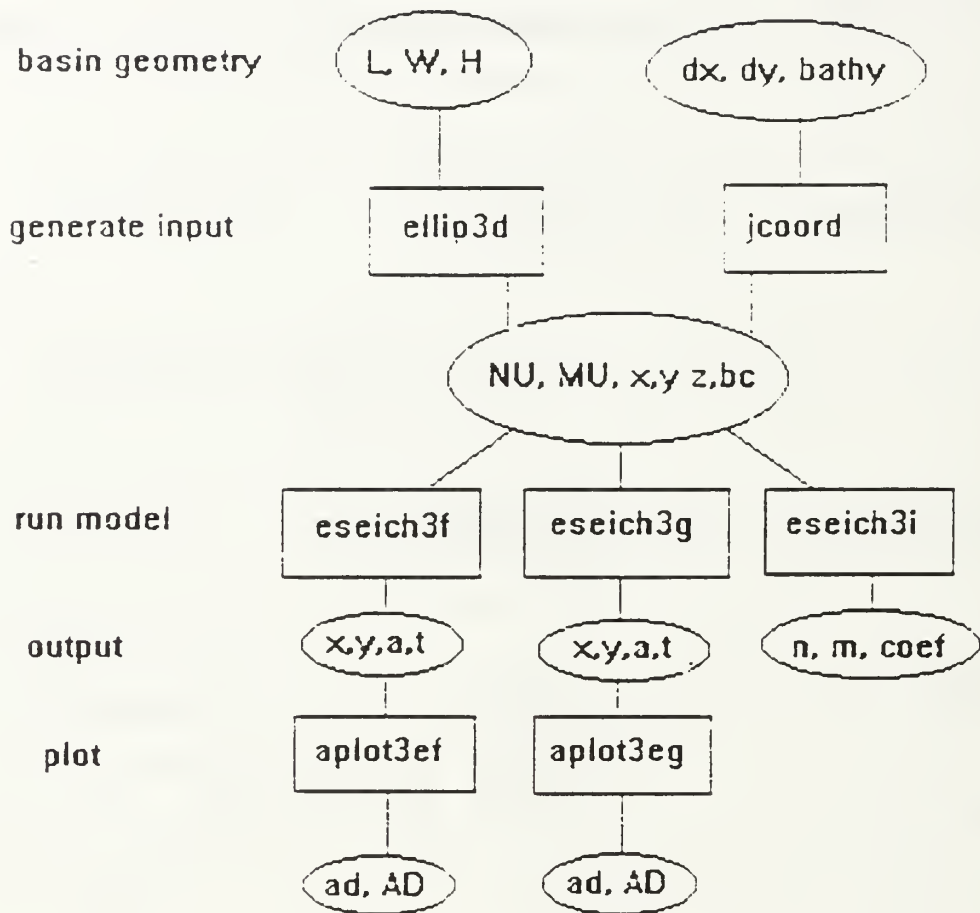 basin geometry
L, W, H
dx, dy, bathy
generate input
ellip3d
jcoord
NU, MU, x,y z,bc
run model
eseich3f
eseich3g
eseich3i
output
x,y,a,t
x,y,a,t
n, m, coef
plot
aplot3ef
aplot3eg
ad, AD
ad, AD